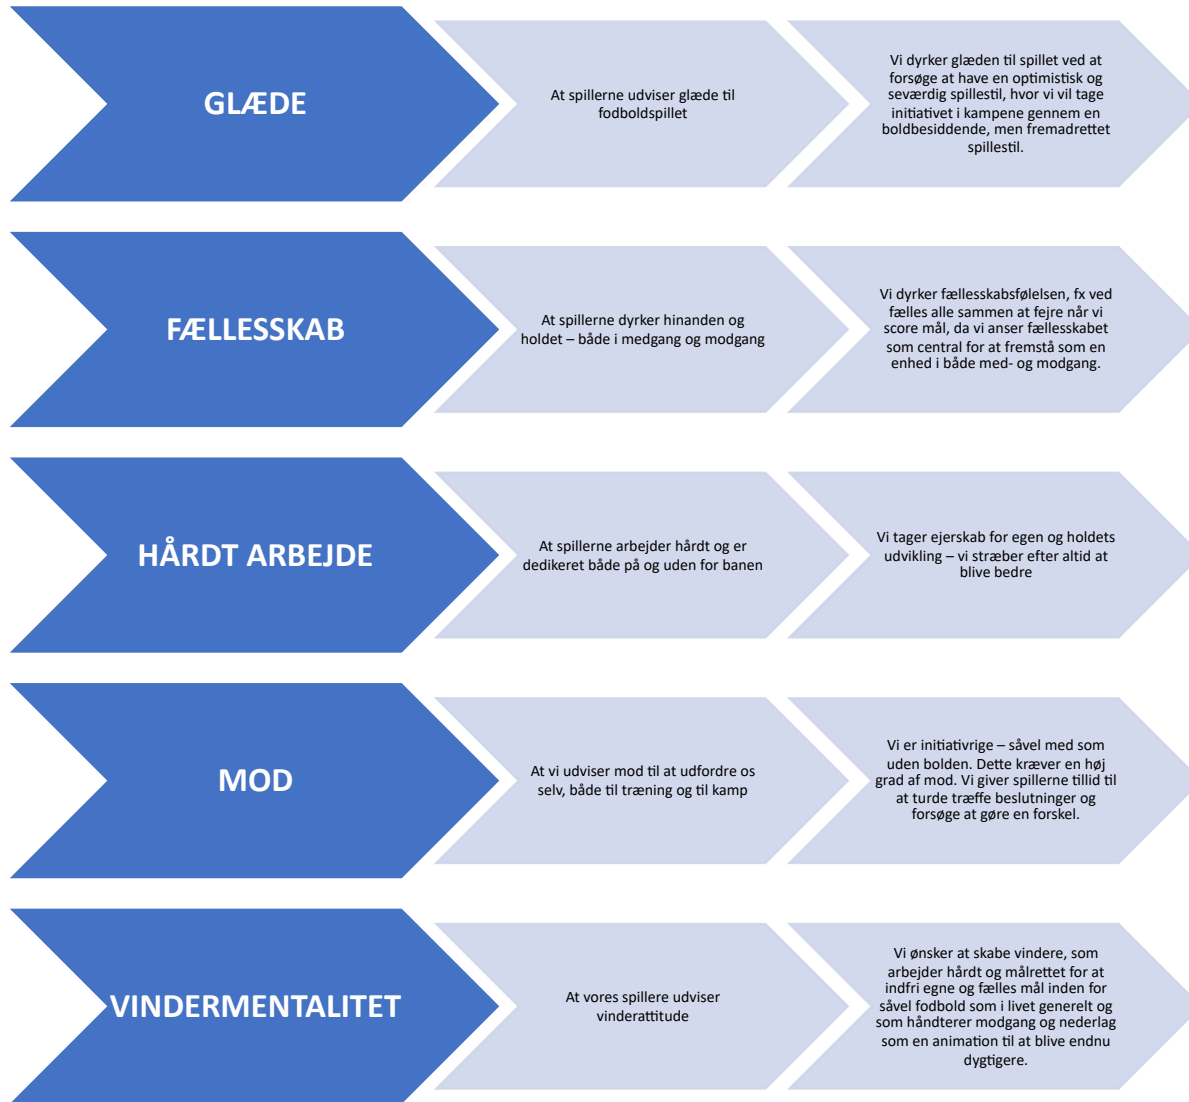 GLÆDE
At spillerne udviser glæde til
fodboldspillet
Vi dyrker glæden til spillet ved at
forsøge at have en optimistisk og
seværdig spillestil, hvor vi vil tage
initiativet i kampene gennem en
boldbesiddende, men fremadrettet
spillestil.
FÆLLESSKAB
At spillerne dyrker hinanden og
holdet – både i medgang og modgang
Vi dyrker fællesskabsfølelsen, fx ved
fælles alle sammen at fejre når vi
score mål, da vi anser fællesskabet
som central for at fremstå som en
enhed i både med- og modgang.
HÅRDT ARBEJDE
At spillerne arbejder hårdt og er
dedikeret både på og uden for banen
Vi tager ejerskab for egen og holdets
udvikling – vi stræber efter altid at
blive bedre
MOD
At vi udviser mod til at udfordre os
selv, både til træning og til kamp
Vi er initiativrige – såvel med som
uden bolden. Dette kræver en høj
grad af mod. Vi giver spillerne tillid til
at turde træffe beslutninger og
forsøge at gøre en forskel.
VINDERMENTALITET
At vores spillere udviser
vinderattitude
Vi ønsker at skabe vindere, som
arbejder hårdt og målrettet for at
indfri egne og fælles mål inden for
såvel fodbold som i livet generelt og
som håndterer modgang og nederlag
som en animation til at blive endnu
dygtigere.